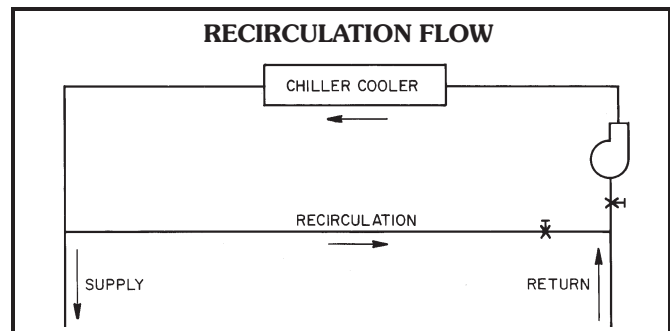 RECIRCULATION FLOW
CHILLER COOLER
RECIRCULATION
SUPPLY
RETURN